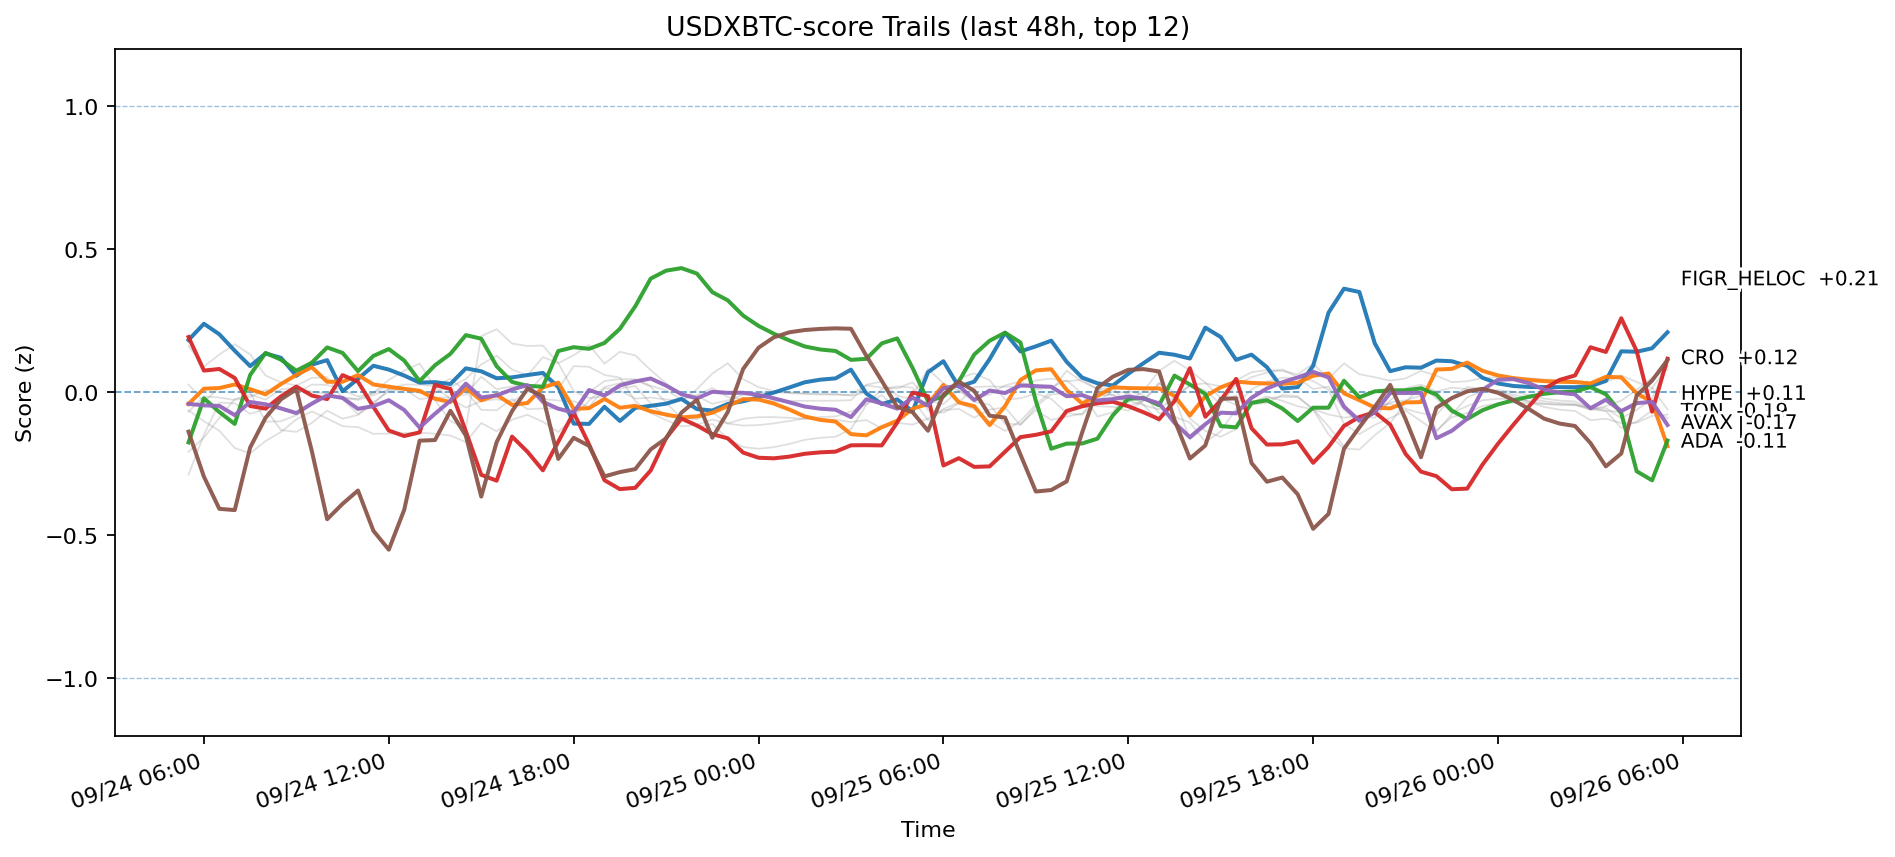 USDXBTC-score Trails (last 48h, top 12)
Score (z)
1.0
0.5
0.0
−0.5
−1.0
FIGR_HELOC +0.21
CRO +0.12
HYPE +0.11
TON -0.19
AVAX -0.17
ADA -0.11
09/24 06:00
09/24 12:00
09/24 18:00
09/25 00:00
09/25 06:00
09/25 12:00
09/25 18:00
09/26 00:00
09/26 06:00
Time